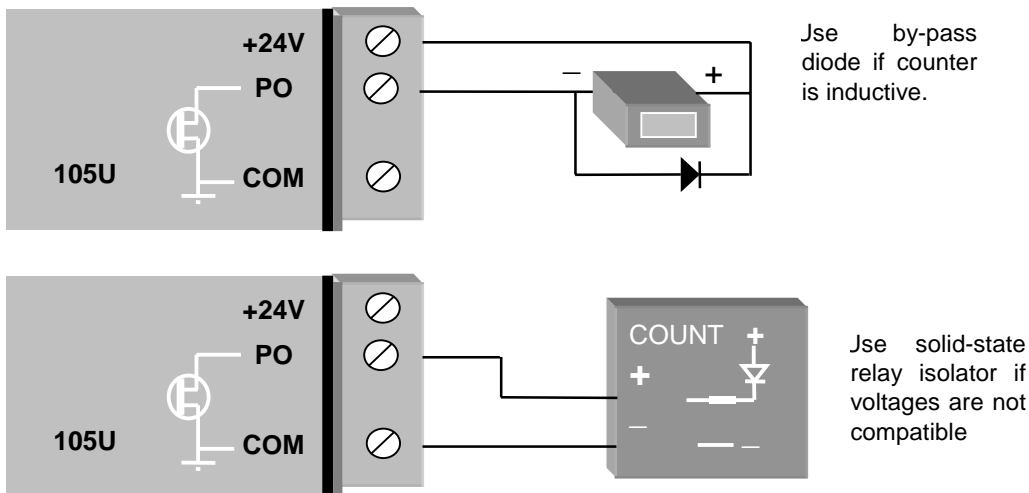 +24V
PO
105U
COM
– +
Jse by-pass
diode if counter
is inductive.
+24V
PO
105U
COM
COUNT +
+
–
–
Jse solid-state
relay isolator if
voltages are not
compatible